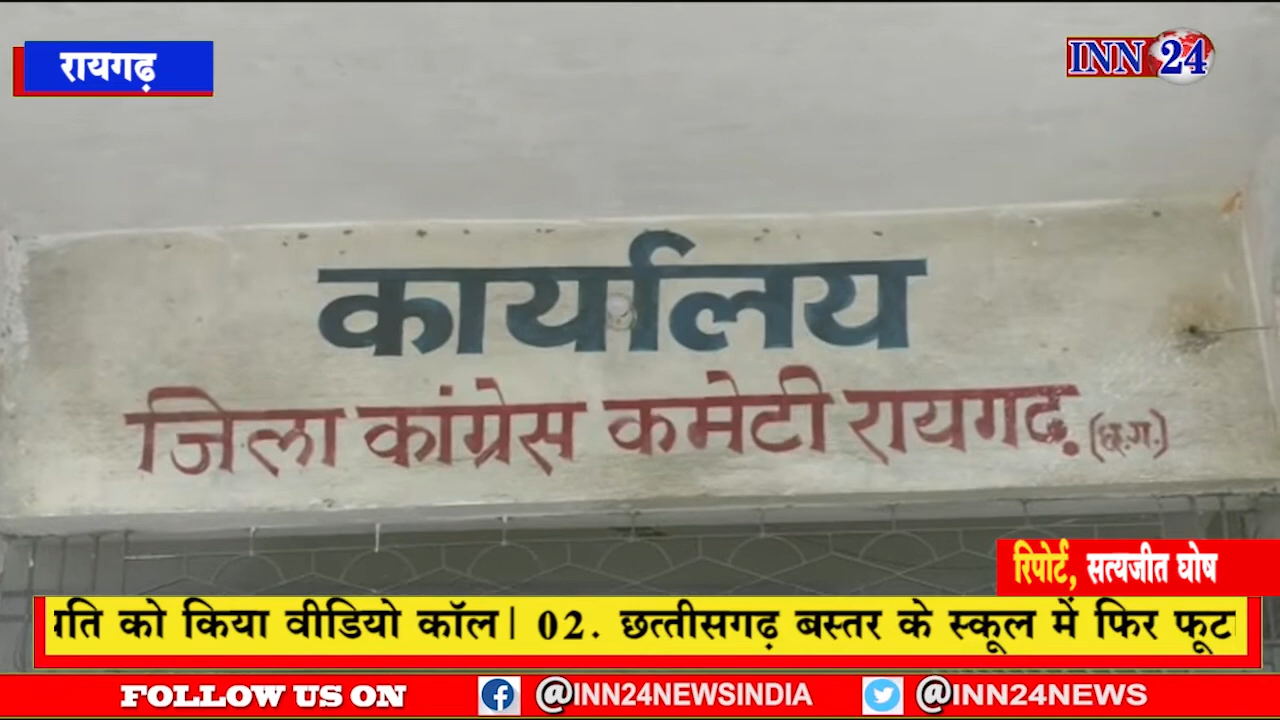 रायगढ़
INN 24
कार्यालय
जिला कांग्रेस कमेटी रायगढ़ (छ.ग.)
रिपोर्ट, सत्यजीत घोष
को किया वीडियो कॉल| 02. छत्तीसगढ़ बस्तर के स्कूल में फिर फूट
FOLLOW US ON @INN24NEWSINDIA @INN24NEWS